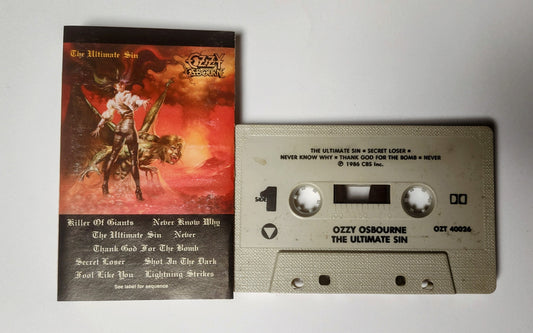 The Ultimate Sin
OZZY
OSBOURNE
Killer Of Giants Never Know Why
The Ultimate Sin Never
Thank God For The Bomb
Secret Loser Shot In The Dark
Fool Like You Lightning Strikes
See label for sequence
THE ULTIMATE SIN ● SECRET LOSER ●
NEVER KNOW WHY ● THANK GOD FOR THE BOMB ● NEVER
℗ 1986 CBS Inc.
SIDE 1
OZZY OSBOURNE
THE ULTIMATE SIN
OZT 40026